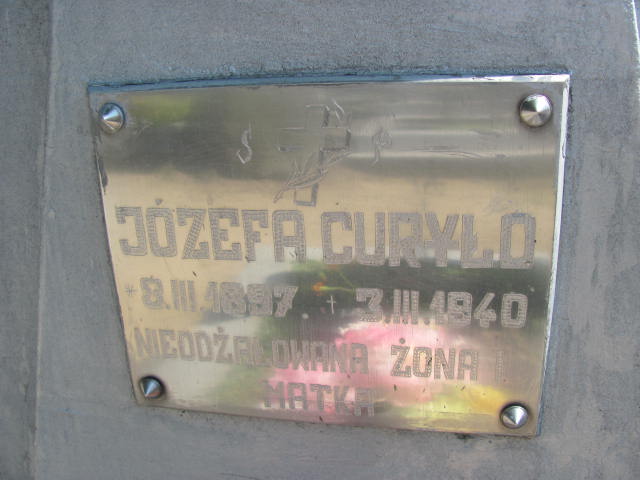 Ś P
JÓZEFA CURYŁO
* 8.III.1897 + 3.III.1940
NIEODŻAŁOWANA ŻONA I
MATKA